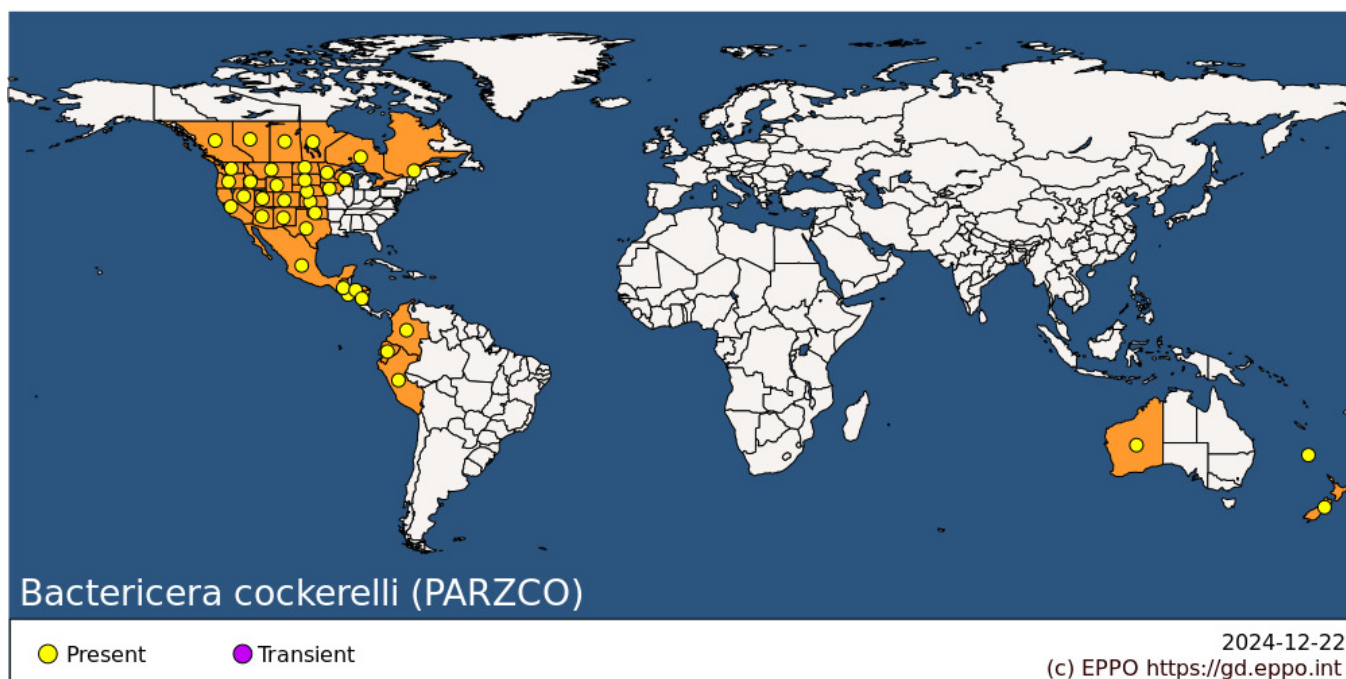 Bactericera cockerelli (PARZCO)
Present
Transient
2024-12-22
(c) EPPO https://gd.eppo.int